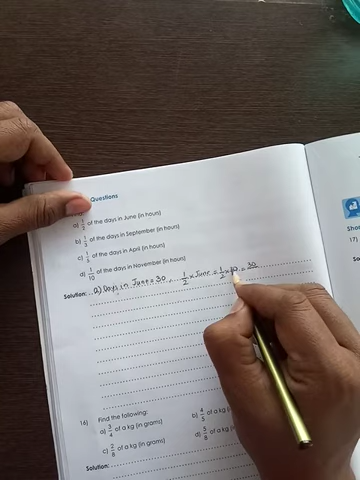 Questions
a) 1/2 of the days in June (in hours)
b) 1/3 of the days in September (in hours)
c) 1/5 of the days in April (in hours)
d) 1/10 of the days in November (in hours)
Solution: a) Days in June = 30, 1/2 × June = 1/2 × 30 = 30
16) Find the following:
a) 3/4 of a kg (in grams)
b) 4/5 of a kg (
c) 2/8 of a kg (in grams)
d) 5/8 of a kg (
Solution:
(17)